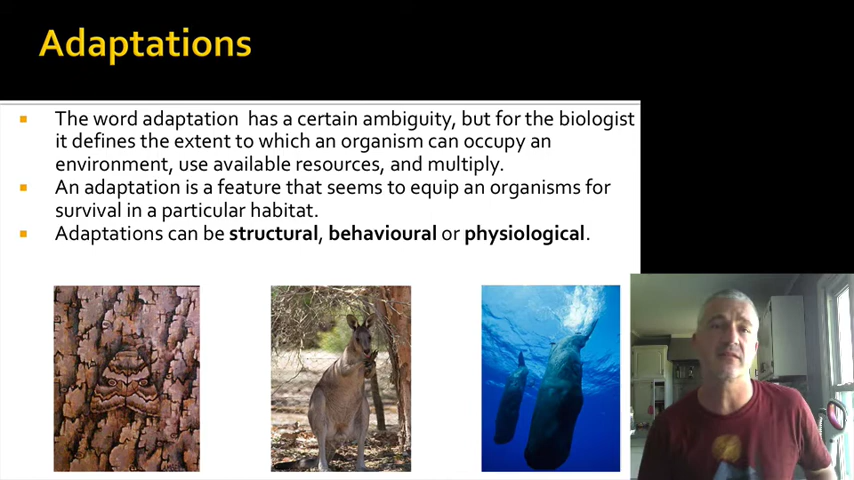 Adaptations
The word adaptation has a certain ambiguity, but for the biologist
it defines the extent to which an organism can occupy an
environment, use available resources, and multiply.
An adaptation is a feature that seems to equip an organisms for
survival in a particular habitat.
Adaptations can be structural, behavioural or physiological.